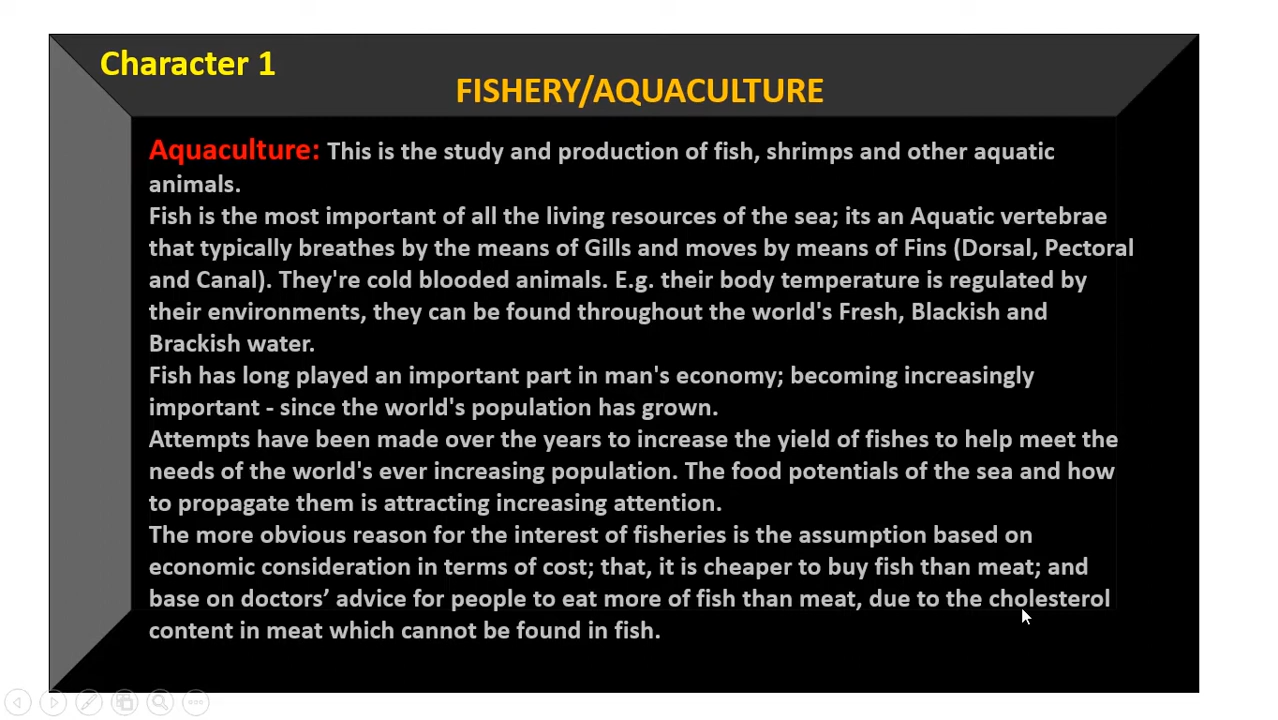 Character 1
FISHERY/AQUACULTURE
Aquaculture: This is the study and production of fish, shrimps and other aquatic
animals.
Fish is the most important of all the living resources of the sea; its an Aquatic vertebrae
that typically breathes by the means of Gills and moves by means of Fins (Dorsal, Pectoral
and Canal). They're cold blooded animals. E.g. their body temperature is regulated by
their environments, they can be found throughout the world's Fresh, Blackish and
Brackish water.
Fish has long played an important part in man's economy; becoming increasingly
important - since the world's population has grown.
Attempts have been made over the years to increase the yield of fishes to help meet the
needs of the world's ever increasing population. The food potentials of the sea and how
to propagate them is attracting increasing attention.
The more obvious reason for the interest of fisheries is the assumption based on
economic consideration in terms of cost; that, it is cheaper to buy fish than meat; and
base on doctors’ advice for people to eat more of fish than meat, due to the cholesterol
content in meat which cannot be found in fish.